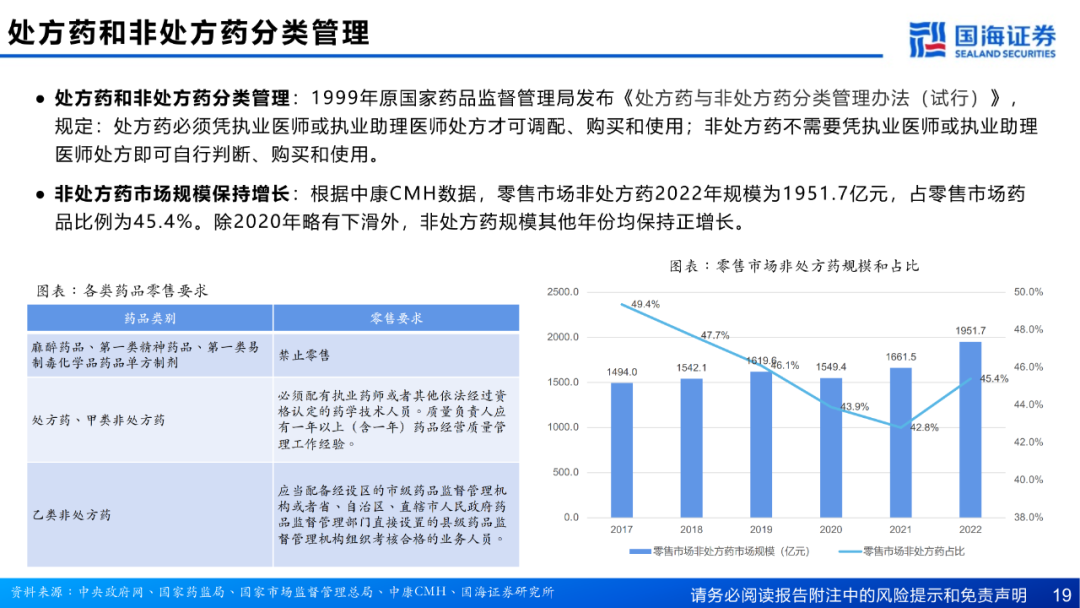 处方药和非处方药分类管理
国海证券
SEALAND SECURITIES
● 处方药和非处方药分类管理：1999年原国家药品监督管理局发布《处方药与非处方药分类管理办法（试行）》，
规定：处方药必须凭执业医师或执业助理医师处方才可调配、购买和使用；非处方药不需要凭执业医师或执业助理
医师处方即可自行判断、购买和使用。
● 非处方药市场规模保持增长：根据中康CMH数据，零售市场非处方药2022年规模为1951.7亿元，占零售市场药
品比例为45.4%。除2020年略有下滑外，非处方药规模其他年份均保持正增长。
图表：各类药品零售要求
药品类别
零售要求
麻醉药品、第一类精神药品、第一类易
制毒化学品药品单方制剂
禁止零售
处方药、甲类非处方药
必须配有执业药师或者其他依法经过资
格认定的药学技术人员。质量负责人应
有一年以上（含一年）药品经营质量管
理工作经验。
乙类非处方药
应当配备经设区的市级药品监督管理机
构或者省、自治区、直辖市人民政府药
品监督管理部门直接设置的县级药品监
督管理机构组织考核合格的业务人员。
图表：零售市场非处方药规模和占比
2500.0
2000.0
1500.0
1000.0
500.0
0.0
50.0%
48.0%
46.0%
44.0%
42.0%
40.0%
38.0%
49.4%
47.7%
46.1%
43.9%
42.8%
45.4%
1494.0
1542.1
1619.6
1549.4
1661.5
1951.7
2017
2018
2019
2020
2021
2022
零售市场非处方药市场规模（亿元）
零售市场非处方药占比
资料来源：中央政府网、国家药监局、国家市场监督管理总局、中康CMH、国海证券研究所
请务必阅读报告附注中的风险提示和免责声明
19